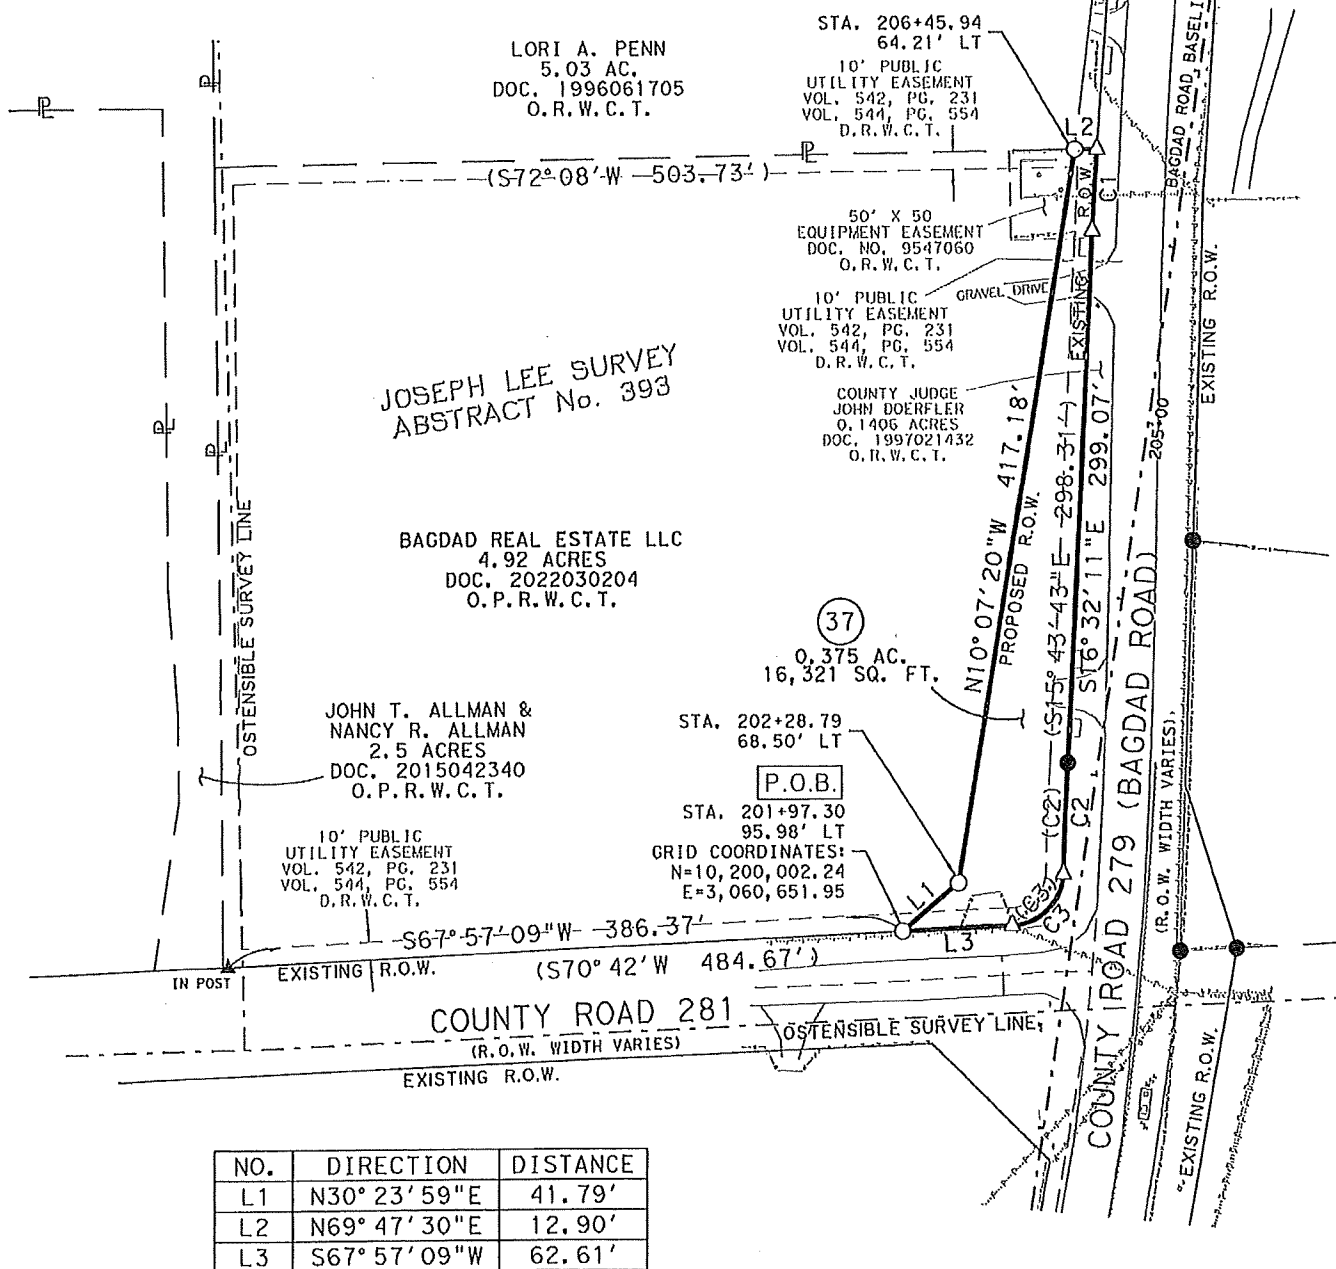 STA. 206+45.94
64.21' LT
LORI A. PENN
5.03 AC.
DOC. 1996061705
O.R.W.C.T.
10' PUBLIC
UTILITY EASEMENT
VOL. 542, PG. 231
VOL. 544, PG. 554
D.R.W.C.T.
L2
BAGDAD ROAD BASELI
PL
PL
PL
(S72°08'W 503.73')
EXISTING R.O.W.
C1
50' X 50
EQUIPMENT EASEMENT
DOC. NO. 9547060
O.R.W.C.T.
EXISTING R.O.W.
10' PUBLIC
UTILITY EASEMENT
VOL. 542, PG. 231
VOL. 544, PG. 554
D.R.W.C.T.
GRAVEL DRIVE
JOSEPH LEE SURVEY
ABSTRACT No. 393
COUNTY JUDGE
JOHN DOERFLER
0.1406 ACRES
DOC. 1997021432
O.R.W.C.T.
PL
PL
N10°07'20"W 417.18'
PROPOSED R.O.W.
(S15°43'43"E 298.31')
S16°32'11"E 299.07'
205+00
OSTENSIBLE SURVEY LINE
BAGDAD REAL ESTATE LLC
4.92 ACRES
DOC. 2022030204
O.P.R.W.C.T.
37
0.375 AC.
16,321 SQ. FT.
COUNTY ROAD 279 (BAGDAD ROAD)
(R.O.W. WIDTH VARIES)
JOHN T. ALLMAN &
NANCY R. ALLMAN
2.5 ACRES
DOC. 2015042340
O.P.R.W.C.T.
STA. 202+28.79
68.50' LT
P.O.B.
STA. 201+97.30
95.98' LT
GRID COORDINATES:
N=10,200,002.24
E=3,060,651.95
(C2)
C2
10' PUBLIC
UTILITY EASEMENT
VOL. 542, PG. 231
VOL. 544, PG. 554
D.R.W.C.T.
L1
(C3)
C3
L3
S67°57'09"W 386.37'
IN POST
EXISTING R.O.W.
(S70°42'W 484.67')
COUNTY ROAD 281
(R.O.W. WIDTH VARIES)
OSTENSIBLE SURVEY LINE
EXISTING R.O.W.
EXISTING R.O.W.
NO. DIRECTION DISTANCE
L1 N30°23'59"E 41.79'
L2 N69°47'30"E 12.90'
L3 S67°57'09"W 62.61'